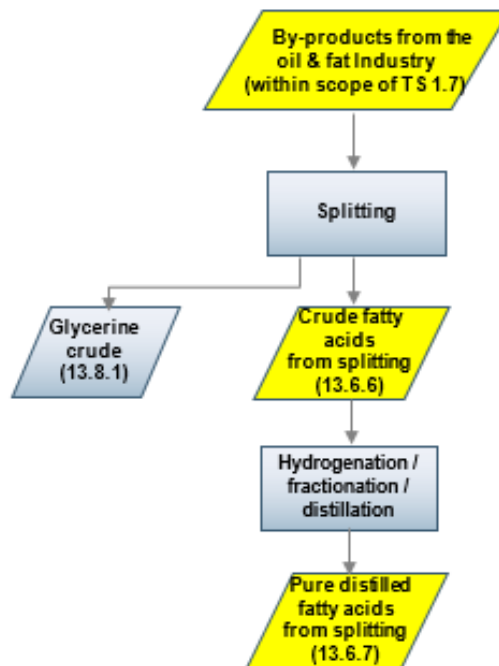 By-products from the
oil & fat Industry
(within scope of TS 1.7)
Splitting
Glycerine
crude
(13.8.1)
Crude fatty
acids
from splitting
(13.6.6)
Hydrogenation /
fractionation /
distillation
Pure distilled
fatty acids
from splitting
(13.6.7)